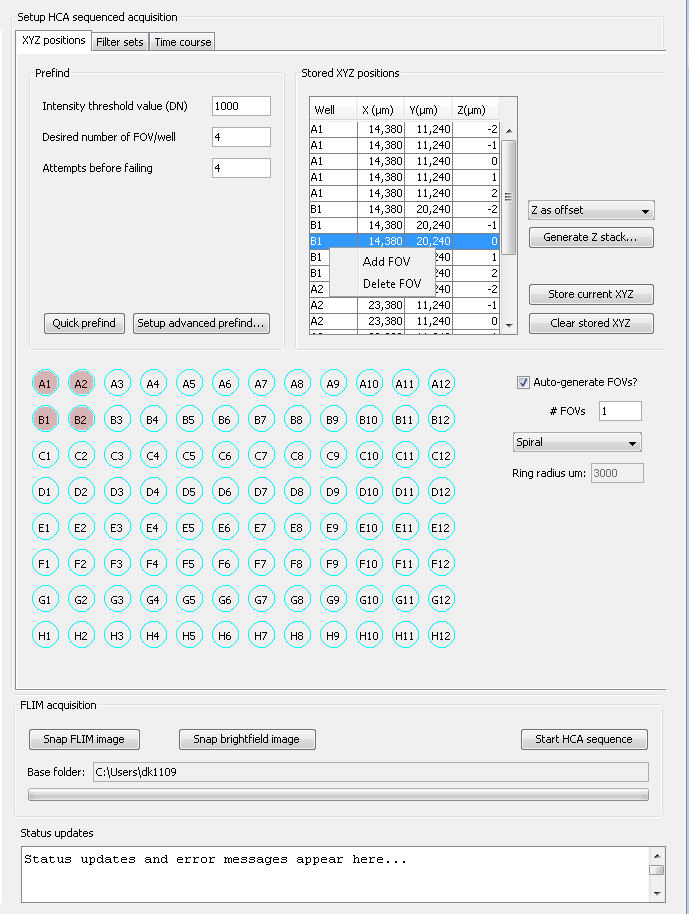 Setup HCA sequenced acquisition
XYZ positions Filter sets Time course
Prefind
Intensity threshold value (DN) 1000
Desired number of FOV/well 4
Attempts before failing 4
Quick prefind Setup advanced prefind...
Stored XYZ positions
Well X (µm) Y(µm) Z(µm)
A1 14,380 11,240 -2
A1 14,380 11,240 -1
A1 14,380 11,240 0
A1 14,380 11,240 1
A1 14,380 11,240 2
B1 14,380 20,240 -2
B1 14,380 20,240 -1
B1 14,380 20,240 0
B1 240 1
B1 240 2
A2 240 -2
A2 23,380 11,240 -1
A2 23,380 11,240 0
Add FOV
Delete FOV
Z as offset
Generate Z stack...
Store current XYZ
Clear stored XYZ
A1 A2 A3 A4 A5 A6 A7 A8 A9 A10 A11 A12
B1 B2 B3 B4 B5 B6 B7 B8 B9 B10 B11 B12
C1 C2 C3 C4 C5 C6 C7 C8 C9 C10 C11 C12
D1 D2 D3 D4 D5 D6 D7 D8 D9 D10 D11 D12
E1 E2 E3 E4 E5 E6 E7 E8 E9 E10 E11 E12
F1 F2 F3 F4 F5 F6 F7 F8 F9 F10 F11 F12
G1 G2 G3 G4 G5 G6 G7 G8 G9 G10 G11 G12
H1 H2 H3 H4 H5 H6 H7 H8 H9 H10 H11 H12
Auto-generate FOVs?
# FOVs 1
Spiral
Ring radius um: 3000
FLIM acquisition
Snap FLIM image Snap brightfield image Start HCA sequence
Base folder: C:\Users\dk1109
Status updates
Status updates and error messages appear here...